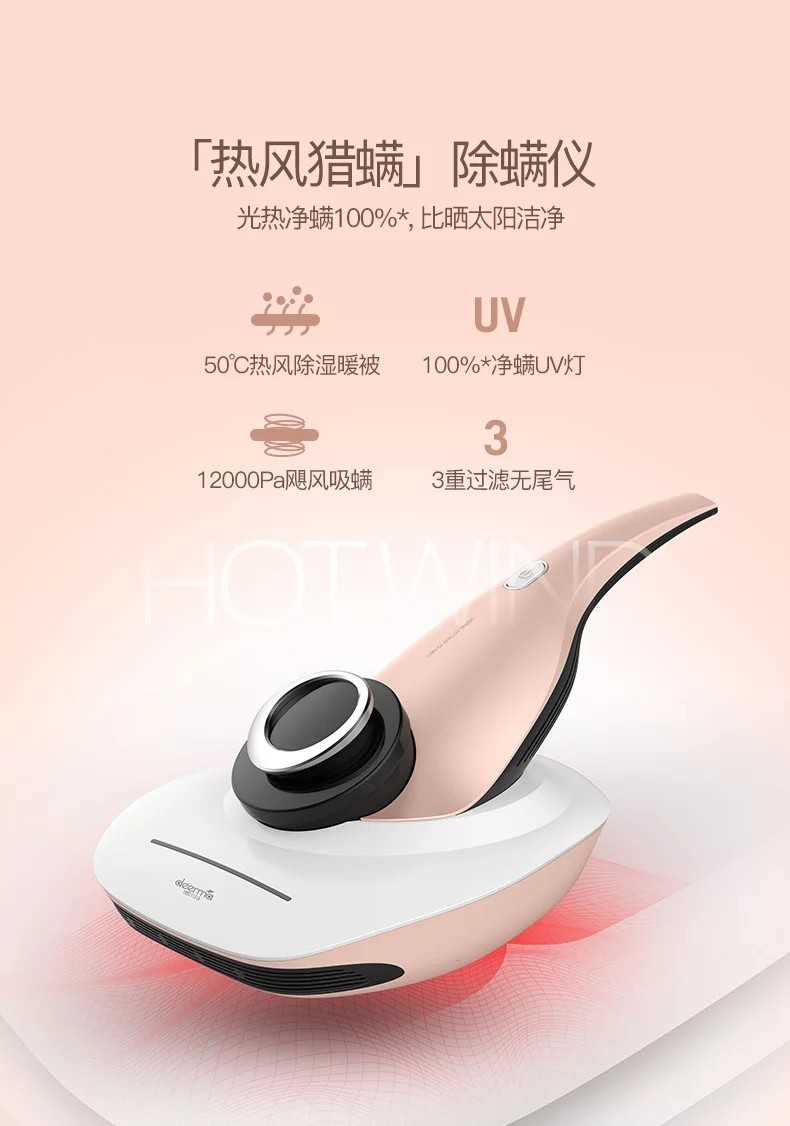 「热风猎螨」除螨仪
光热净螨100%*, 比晒太阳洁净
UV
50℃热风除湿暖被
100%*净螨UV灯
3
12000Pa飓风吸螨
3重过滤无尾气
HOT WIND
deerma